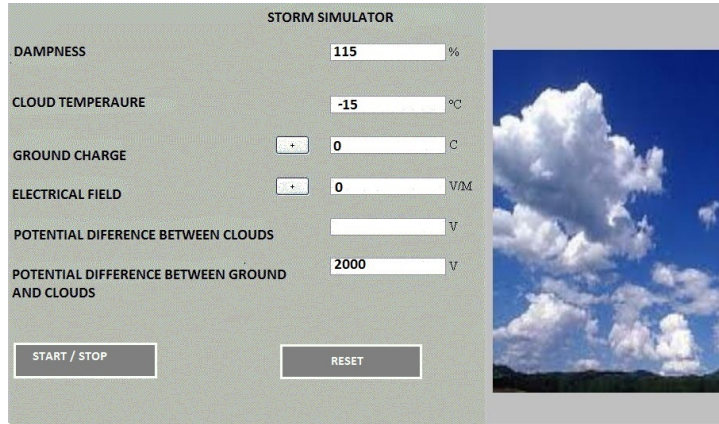 STORM SIMULATOR
DAMPNESS 115 %
CLOUD TEMPERAURE -15 °C
GROUND CHARGE + 0 C
ELECTRICAL FIELD + 0 V/M
POTENTIAL DIFERENCE BETWEEN CLOUDS V
POTENTIAL DIFFERENCE BETWEEN GROUND 2000 V
AND CLOUDS
START / STOP RESET